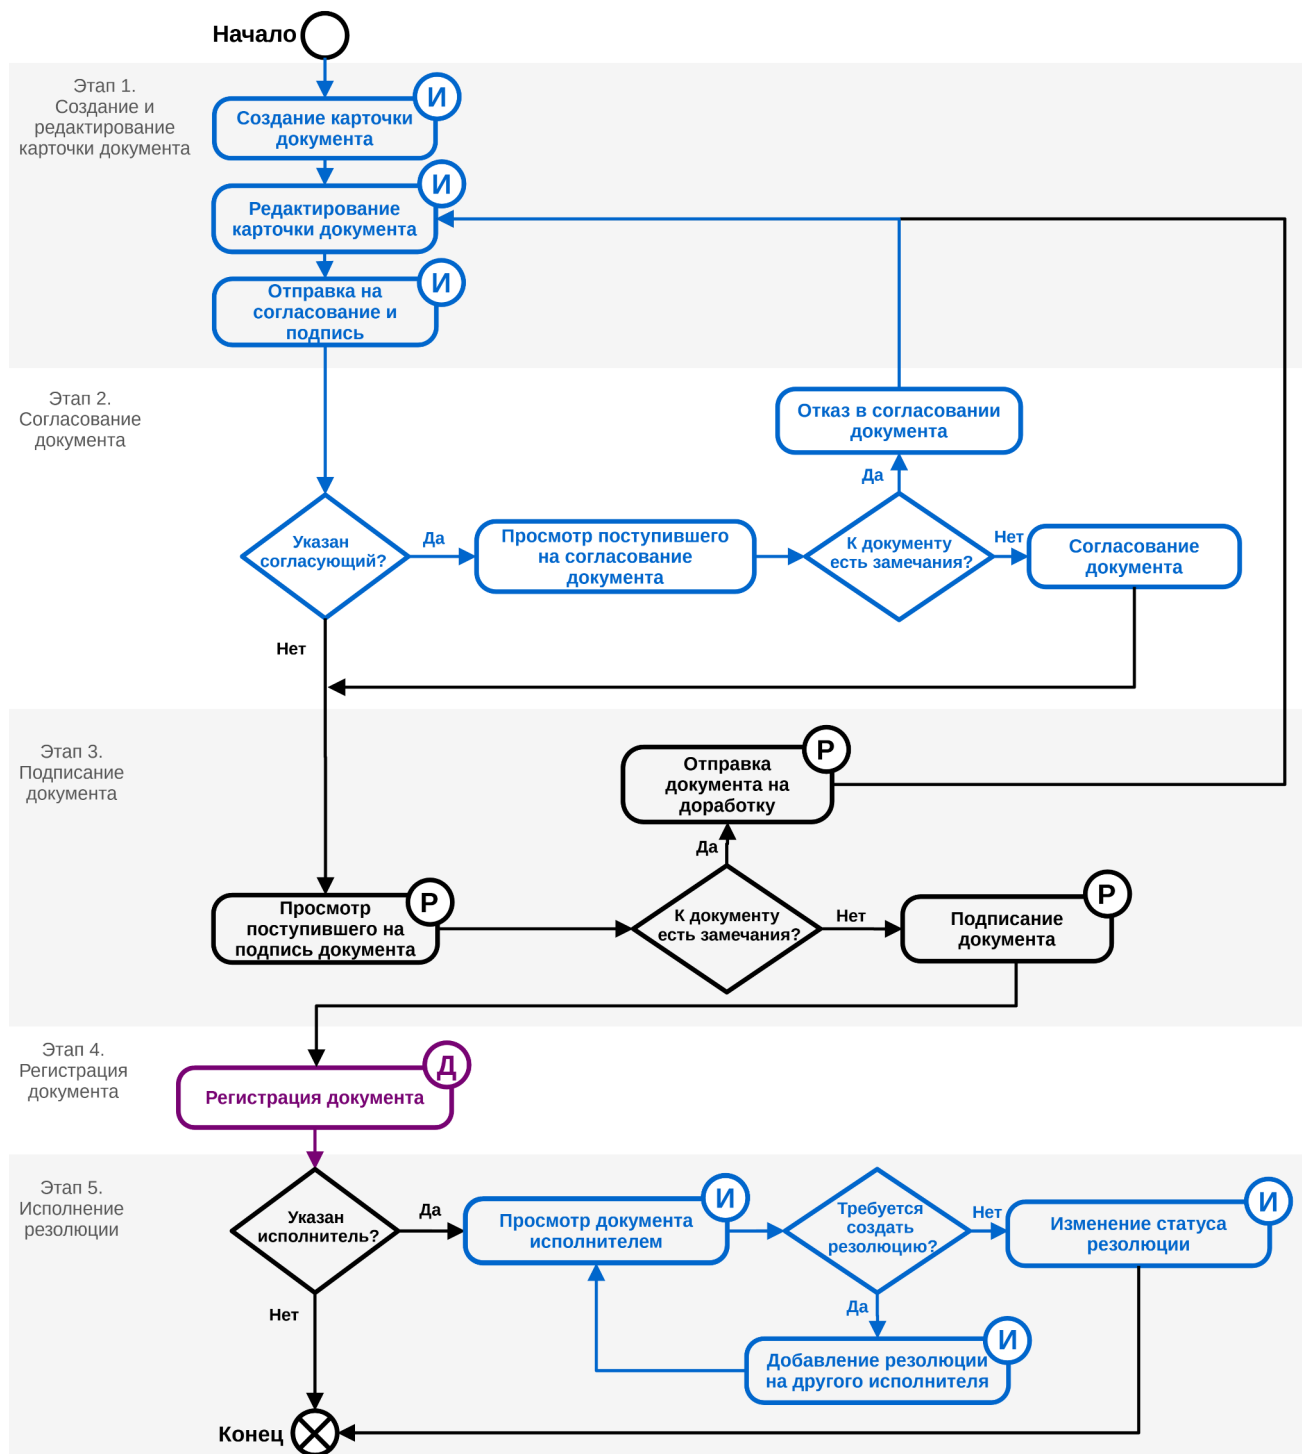 Начало
Этап 1.
Создание и
редактирование
карточки документа
И
Создание карточки
документа
И
Редактирование
карточки документа
И
Отправка на
согласование и
подпись
Этап 2.
Согласование
документа
Отказ в согласовании
документа
Да
Указан
согласующий?
Да
Просмотр поступившего
на согласование
документа
К документу
есть замечания?
Нет
Согласование
документа
Нет
Этап 3.
Подписание
документа
Р
Отправка
документа на
доработку
Да
Р
Просмотр
поступившего на
подпись документа
К документу
есть замечания?
Нет
Р
Подписание
документа
Этап 4.
Регистрация
документа
Д
Регистрация документа
Этап 5.
Исполнение
резолюции
Указан
исполнитель?
Да
И
Просмотр документа
исполнителем
Требуется
создать
резолюцию?
Нет
И
Изменение статуса
резолюции
Нет
Да
И
Добавление резолюции
на другого исполнителя
Конец